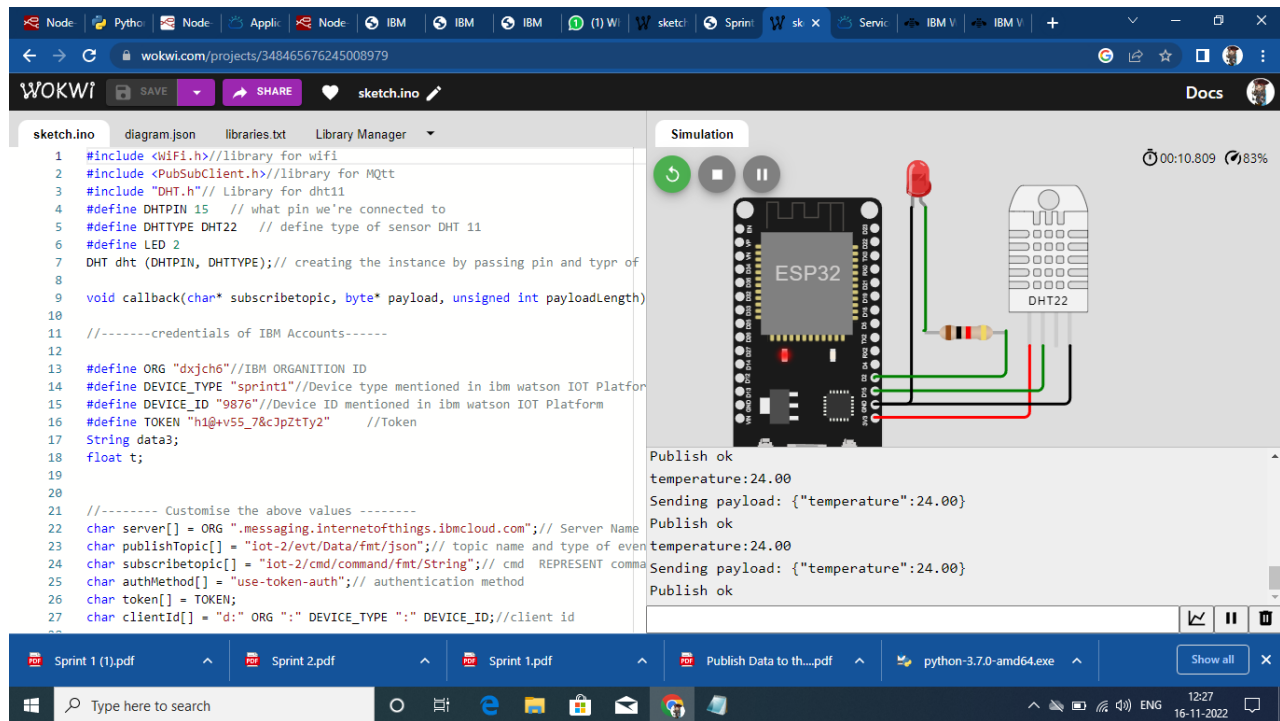 Node- Pytho Node- Applic Node- IBM IBM IBM (1) W sketch Sprint sk Servic IBM W IBM W
wokwi.com/projects/348465676245008979
WOKWI SAVE SHARE sketch.ino Docs
sketch.ino diagram.json libraries.txt Library Manager
1 #include <WiFi.h>//library for wifi
2 #include <PubSubClient.h>//library for MQtt
3 #include "DHT.h"// Library for dht11
4 #define DHTPIN 15 // what pin we're connected to
5 #define DHTTYPE DHT22 // define type of sensor DHT 11
6 #define LED 2
7 DHT dht (DHTPIN, DHTTYPE);// creating the instance by passing pin and typr of
8
9 void callback(char* subscribetopic, byte* payload, unsigned int payloadLength)
10
11 //-------credentials of IBM Accounts------
12
13 #define ORG "dxjch6"//IBM ORGANITION ID
14 #define DEVICE_TYPE "sprint1"//Device type mentioned in ibm watson IOT Platfor
15 #define DEVICE_ID "9876"//Device ID mentioned in ibm watson IOT Platform
16 #define TOKEN "h1@+v55_7&cJpZtTy2" //Token
17 String data3;
18 float t;
19
20
21 //-------- Customise the above values --------
22 char server[] = ORG ".messaging.internetofthings.ibmcloud.com";// Server Name
23 char publishTopic[] = "iot-2/evt/Data/fmt/json";// topic name and type of even
24 char subscribetopic[] = "iot-2/cmd/command/fmt/String";// cmd REPRESENT comma
25 char authMethod[] = "use-token-auth";// authentication method
26 char token[] = TOKEN;
27 char clientId[] = "d:" ORG ":" DEVICE_TYPE ":" DEVICE_ID;//client id
Simulation
00:10.809 83%
ESP32
DHT22
Publish ok
temperature:24.00
Sending payload: {"temperature":24.00}
Publish ok
temperature:24.00
Sending payload: {"temperature":24.00}
Publish ok
Sprint 1 (1).pdf Sprint 2.pdf Sprint 1.pdf Publish Data to th....pdf python-3.7.0-amd64.exe Show all
Type here to search ENG 12:27
16-11-2022